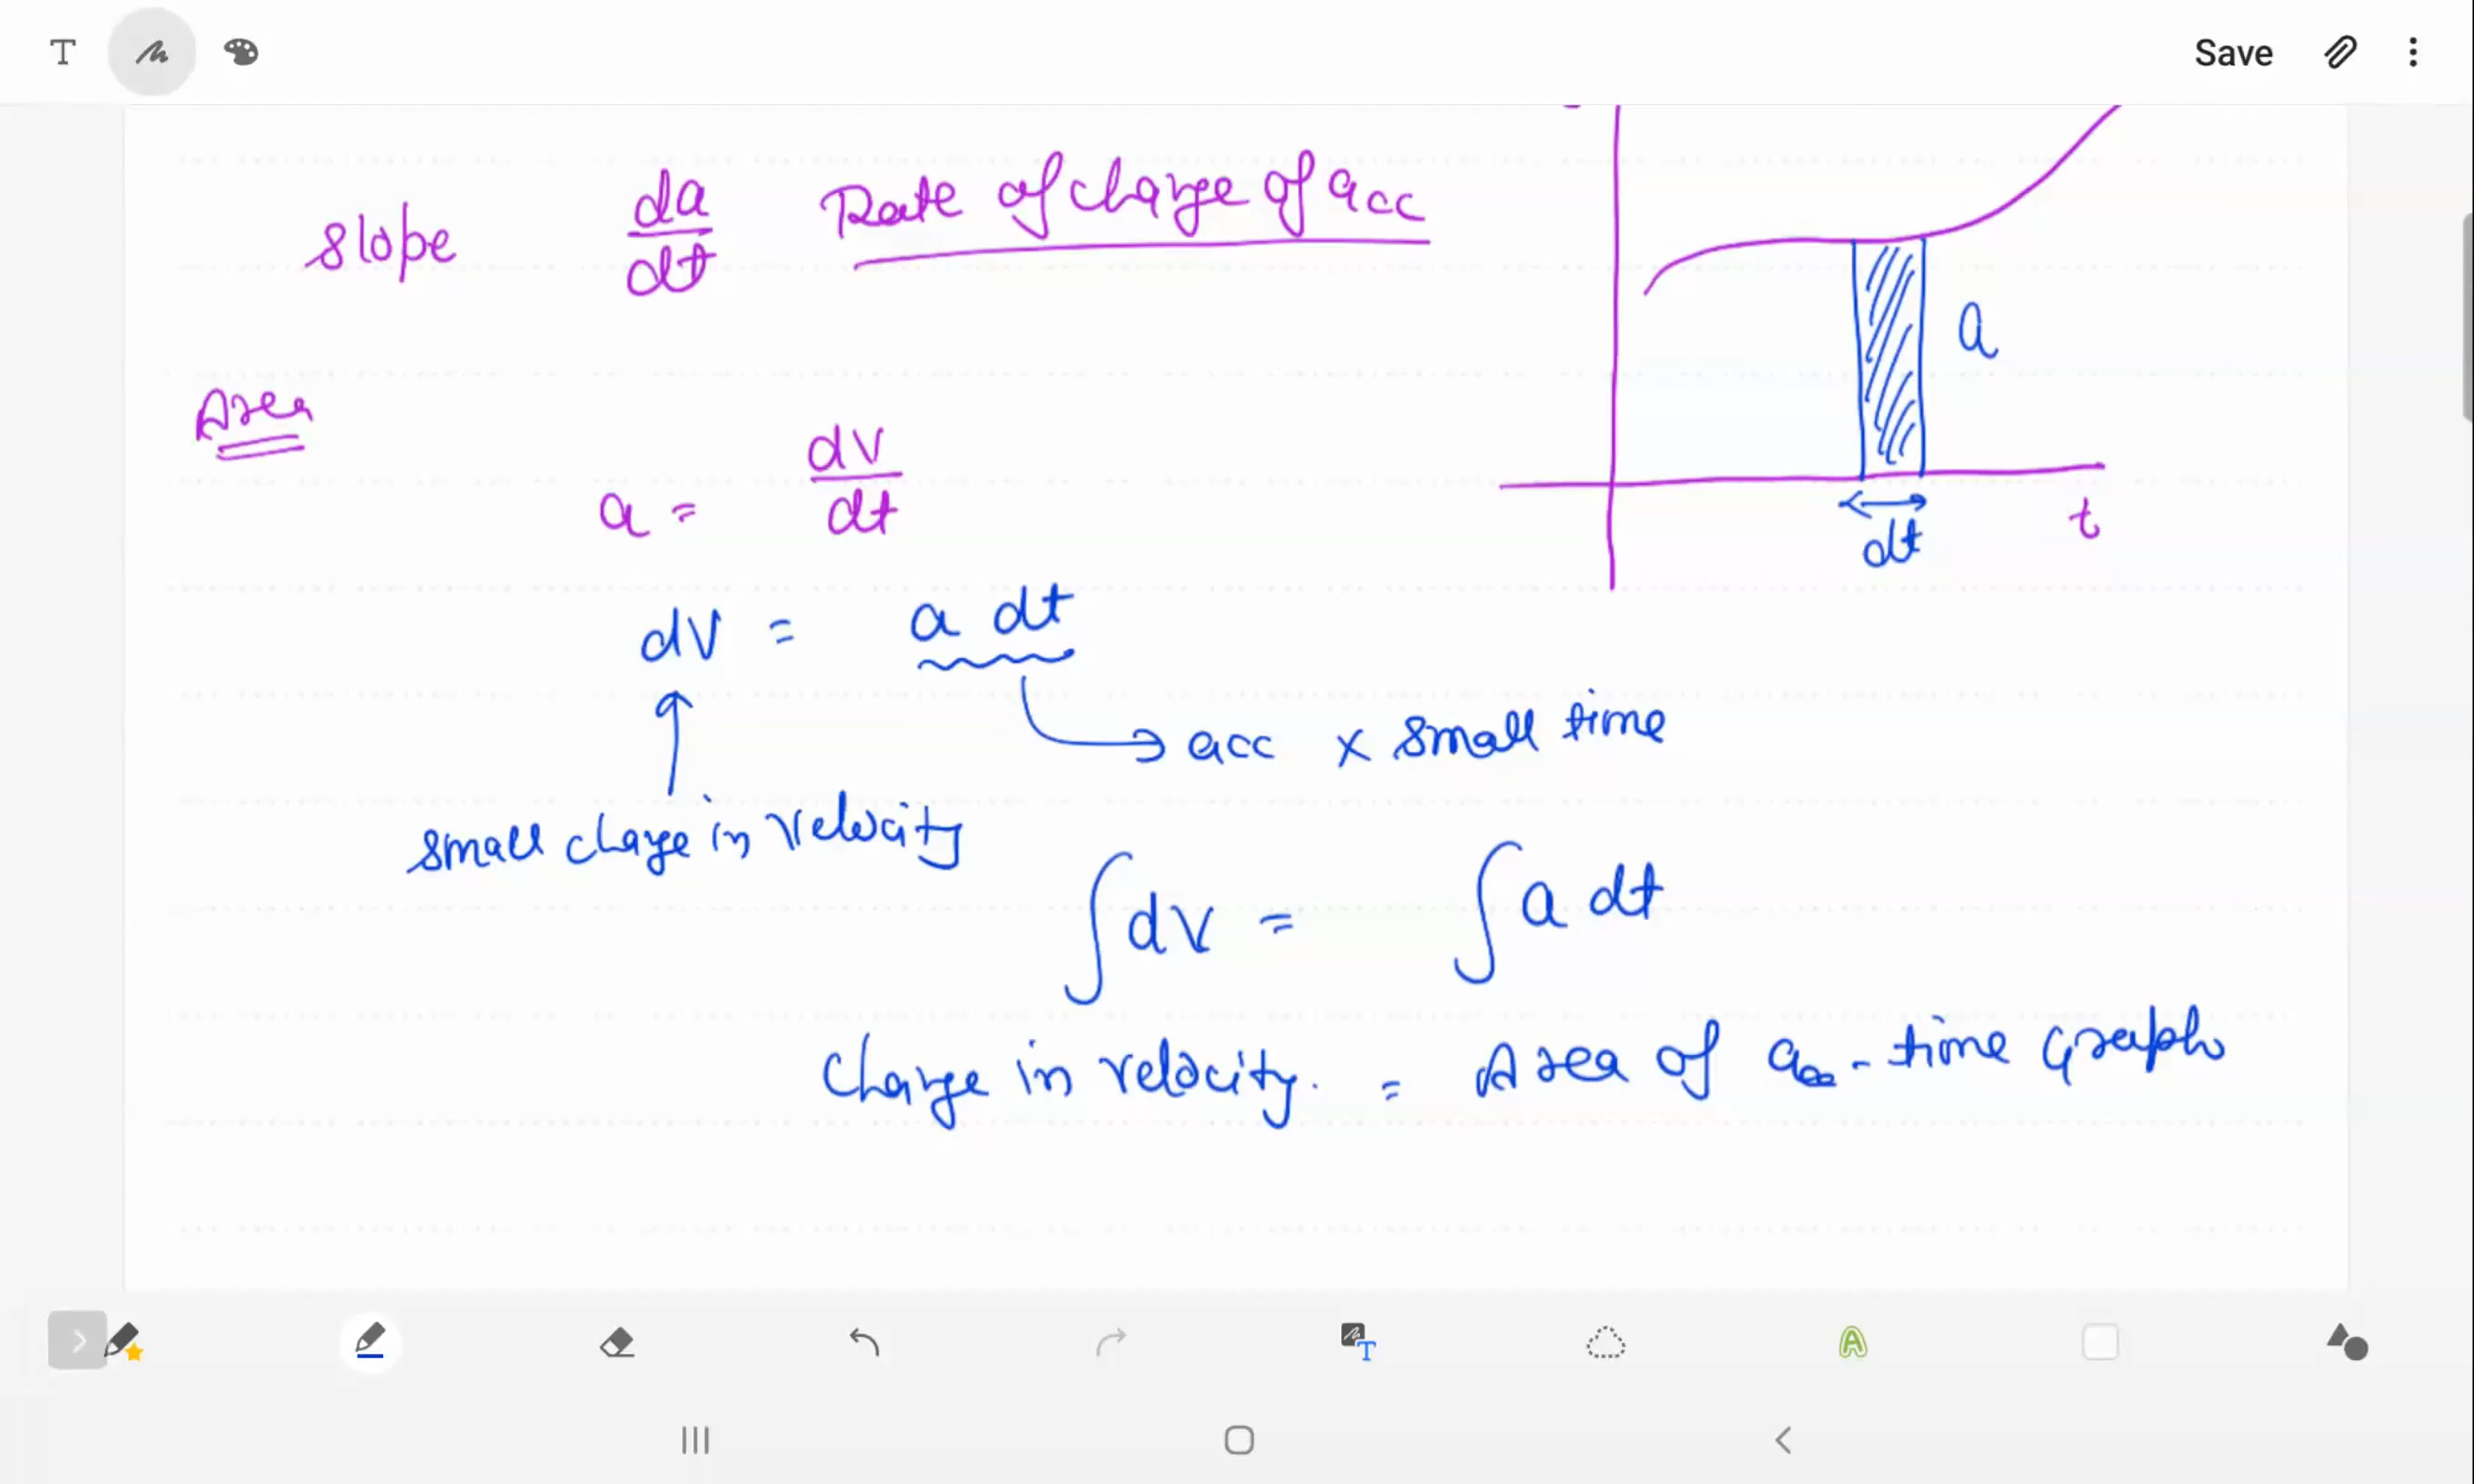 Save
slope da/dt Rate of change of acc
a
Area
a = dv/dt
t
dt
dv = a dt
acc x small time
small change in velocity
∫dv = ∫a dt
Change in velocity. = Area of acc-time Graph